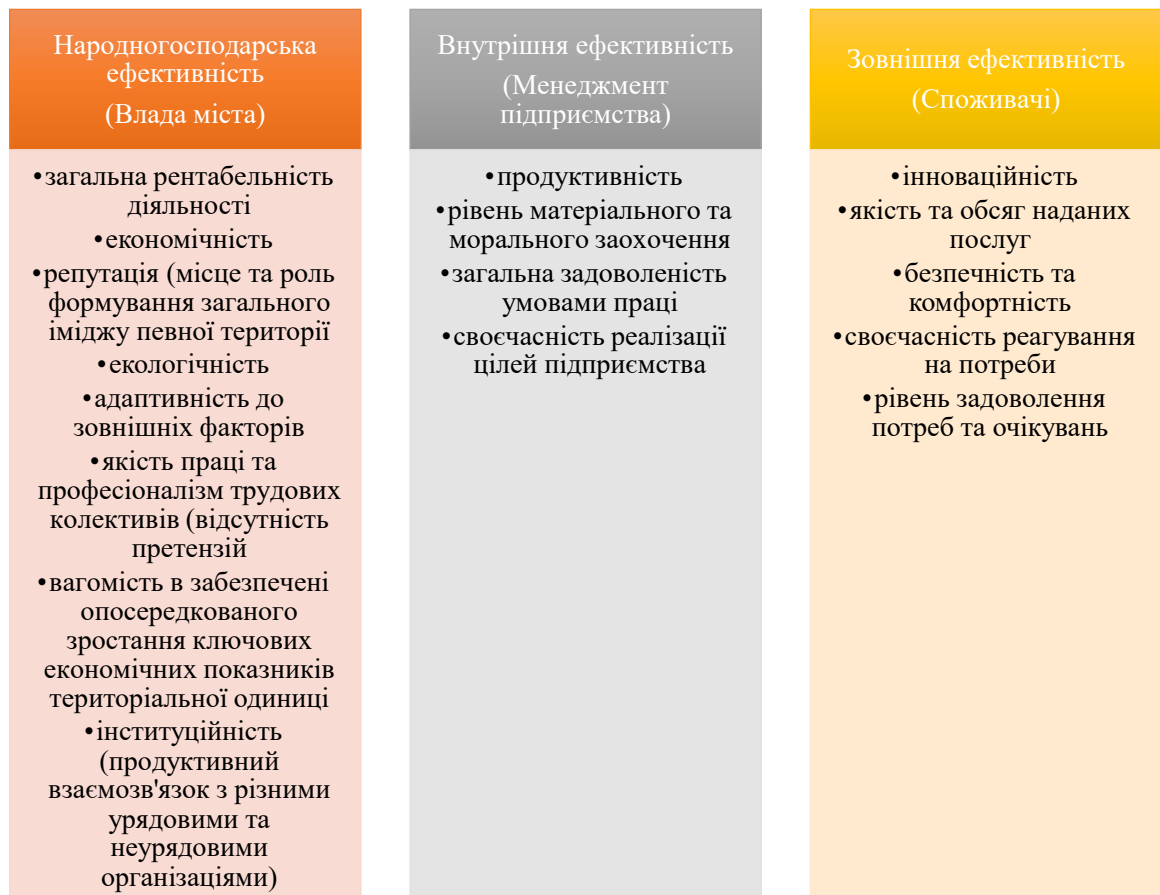 Народногосподарська
ефективність
(Влада міста)
•загальна рентабельність
діяльності
•економічність
•репутація (місце та роль
формування загального
іміджу певної території
•екологічність
•адаптивність до
зовнішніх факторів
•якість праці та
професіоналізм трудових
колективів (відсутність
претензій
•вагомість в забезпечені
опосередкованого
зростання ключових
економічних показників
територіальної одиниці
•інституційність
(продуктивний
взаємозв'язок з різними
урядовими та
неурядовими
організаціями)
Внутрішня ефективність
(Менеджмент
підприємства)
•продуктивність
•рівень матеріального та
морального заохочення
•загальна задоволеність
умовами праці
•своєчасність реалізації
цілей підприємства
Зовнішня ефективність
(Споживачі)
•інноваційність
•якість та обсяг наданих
послуг
•безпечність та
комфортність
•своєчасність реагування
на потреби
•рівень задоволення
потреб та очікувань